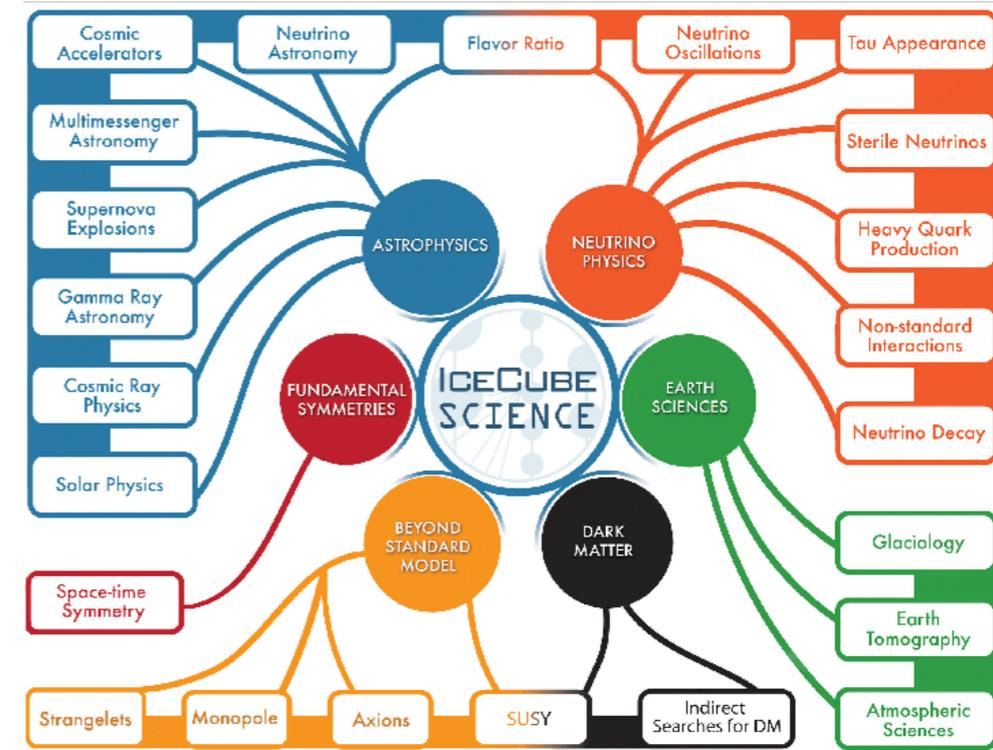 Cosmic
Accelerators
Neutrino
Astronomy
Flavor Ratio
Neutrino
Oscillations
Tau Appearance
Multimessenger
Astronomy
Sterile Neutrinos
Supernova
Explosions
ASTROPHYSICS
NEUTRINO
PHYSICS
Heavy Quark
Production
Gamma Ray
Astronomy
Non-standard
Interactions
Cosmic Ray
Physics
FUNDAMENTAL
SYMMETRIES
ICECUBE
SCIENCE
EARTH
SCIENCES
Neutrino Decay
Solar Physics
BEYOND
STANDARD
MODEL
DARK
MATTER
Glaciology
Space-time
Symmetry
Earth
Tomography
Strangelets
Monopole
Axions
SUSY
Indirect
Searches for DM
Atmospheric
Sciences